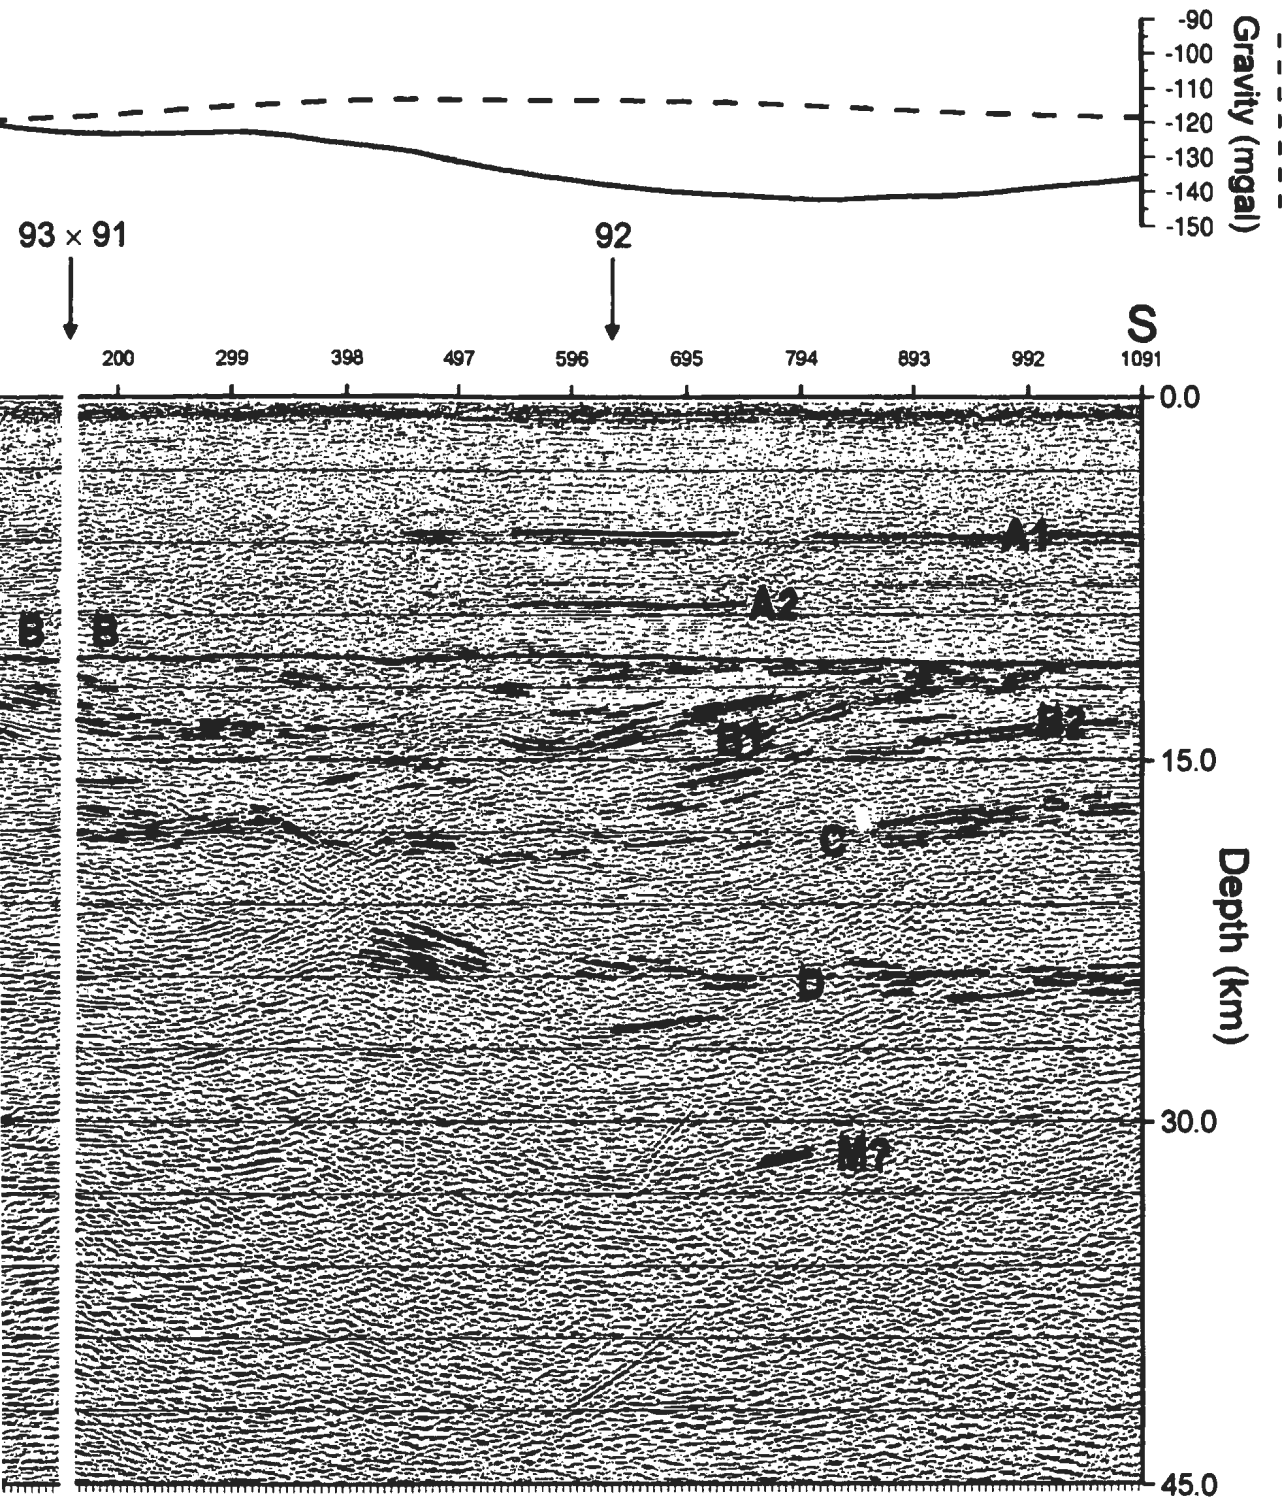 -90
-100
-110
-120
-130
-140
-150
Gravity (mgal)
93 × 91
92
S
200 299 398 497 596 695 794 893 992 1091
0.0
A1
A2
B B
B1
B2
15.0
C
D
Depth (km)
30.0
M?
45.0